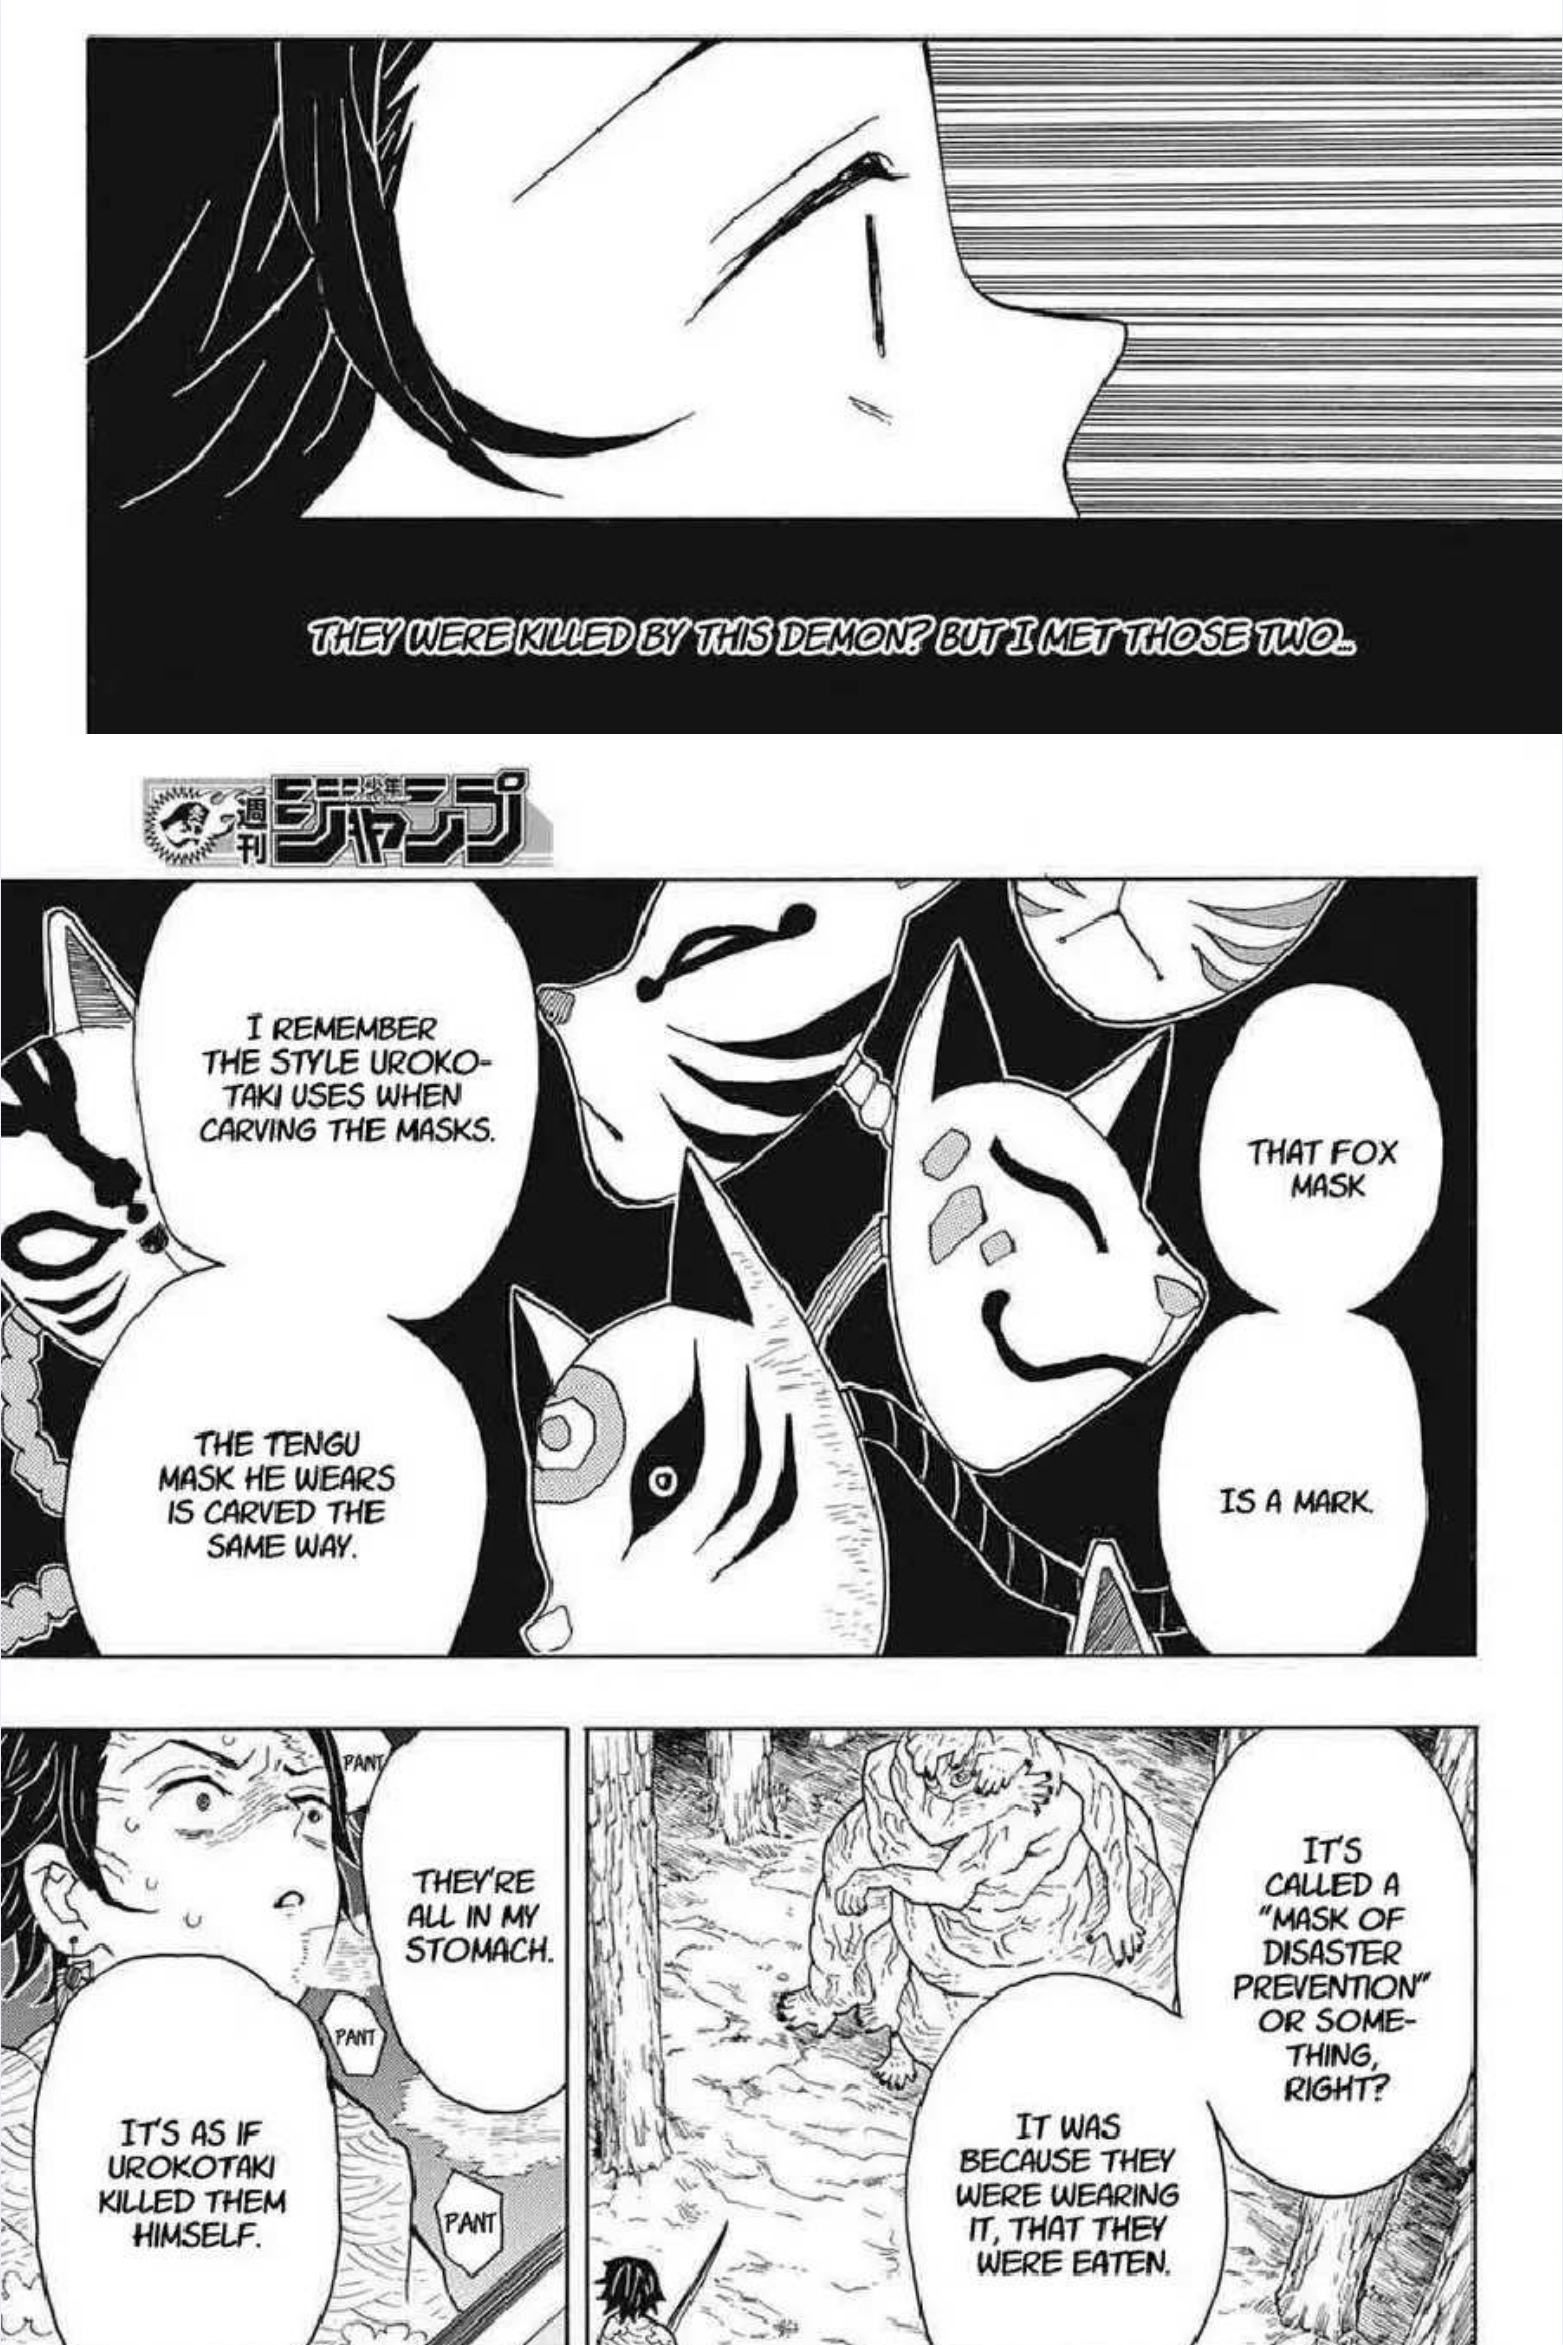 THEY WERE KILLED BY THIS DEMON? BUT I MET THOSE TWO...
週刊
少年
ジャンプ
THAT FOX
MASK
IS A MARK.
I REMEMBER
THE STYLE UROKO-
TAKI USES WHEN
CARVING THE MASKS.
THE TENGU
MASK HE WEARS
IS CARVED THE
SAME WAY.
IT'S
CALLED A
"MASK OF
DISASTER
PREVENTION"
OR SOME-
THING,
RIGHT?
IT WAS
BECAUSE THEY
WERE WEARING
IT, THAT THEY
WERE EATEN.
PANT
THEY'RE
ALL IN MY
STOMACH.
PANT
IT'S AS IF
UROKOTAKI
KILLED THEM
HIMSELF.
PANT